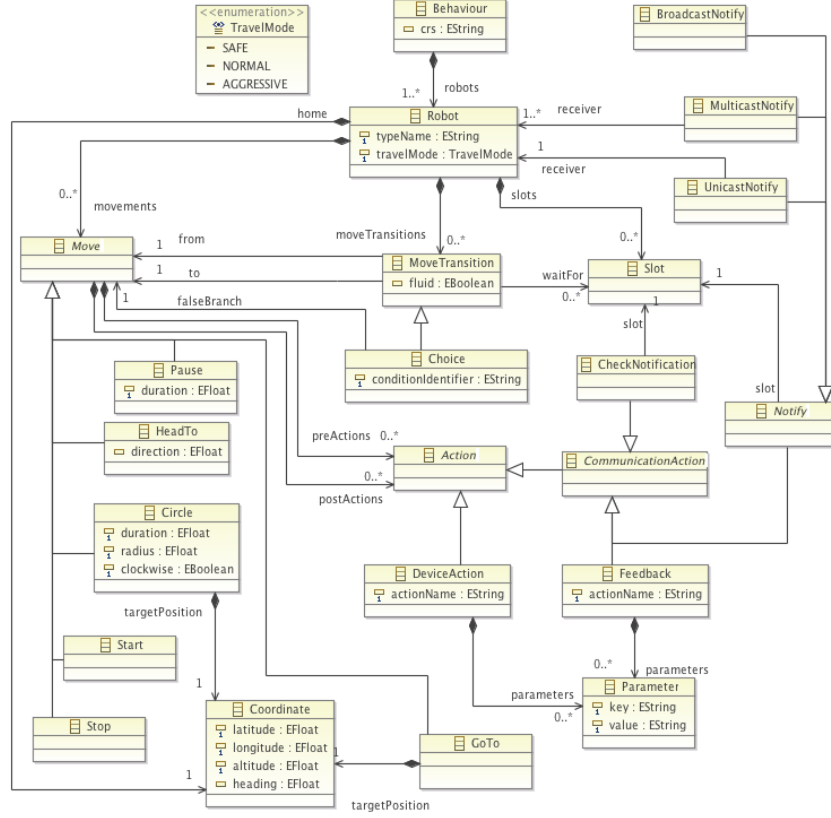 <<enumeration>>
TravelMode
SAFE
NORMAL
AGGRESSIVE
Behaviour
crs : EString
BroadcastNotify
robots
1..*
home
Robot
typeName : EString
travelMode : TravelMode
1..*
receiver
MulticastNotify
1
receiver
UnicastNotify
0..*
movements
slots
moveTransitions
0..*
0..*
Move
1
from
1
to
1
falseBranch
MoveTransition
fluid : EBoolean
waitFor
0..*
Slot
1
1
slot
Choice
conditionIdentifier : EString
CheckNotification
slot
Pause
duration : EFloat
HeadTo
direction : EFloat
Notify
preActions
0..*
0..*
postActions
Action
CommunicationAction
Circle
duration : EFloat
radius : EFloat
clockwise : EBoolean
DeviceAction
actionName : EString
Feedback
actionName : EString
targetPosition
1
Start
0..*
parameters
parameters
0..*
Parameter
key : EString
value : EString
Stop
Coordinate
latitude : EFloat
longitude : EFloat
altitude : EFloat
heading : EFloat
1
1
GoTo
targetPosition